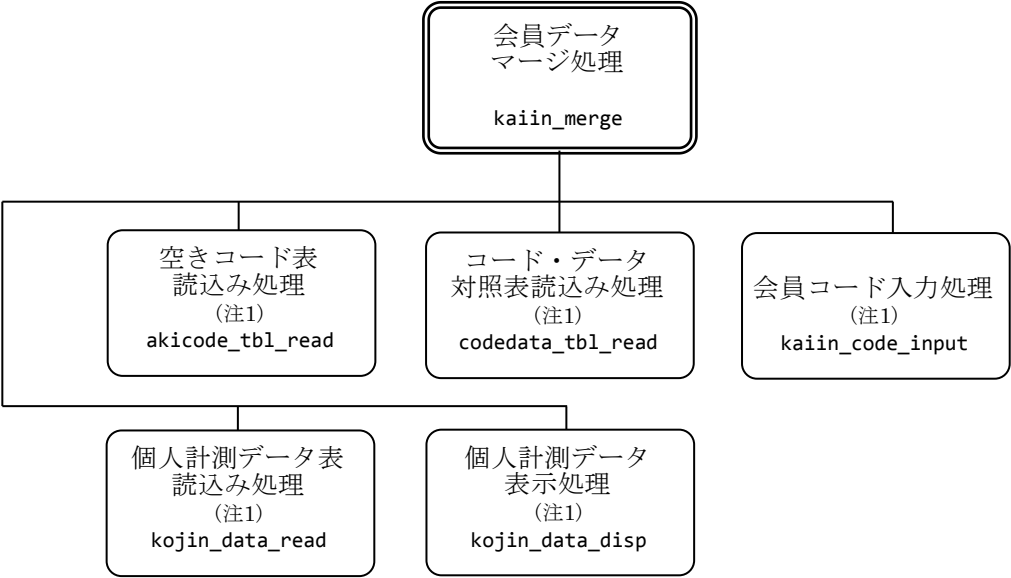 会員データ
マージ処理
kaiin_merge
空きコード表
読込み処理
（注1）
akicode_tbl_read
コード・データ
対照表読込み処理
（注1）
codedata_tbl_read
会員コード入力処理
（注1）
kaiin_code_input
個人計測データ表
読込み処理
（注1）
kojin_data_read
個人計測データ
表示処理
（注1）
kojin_data_disp